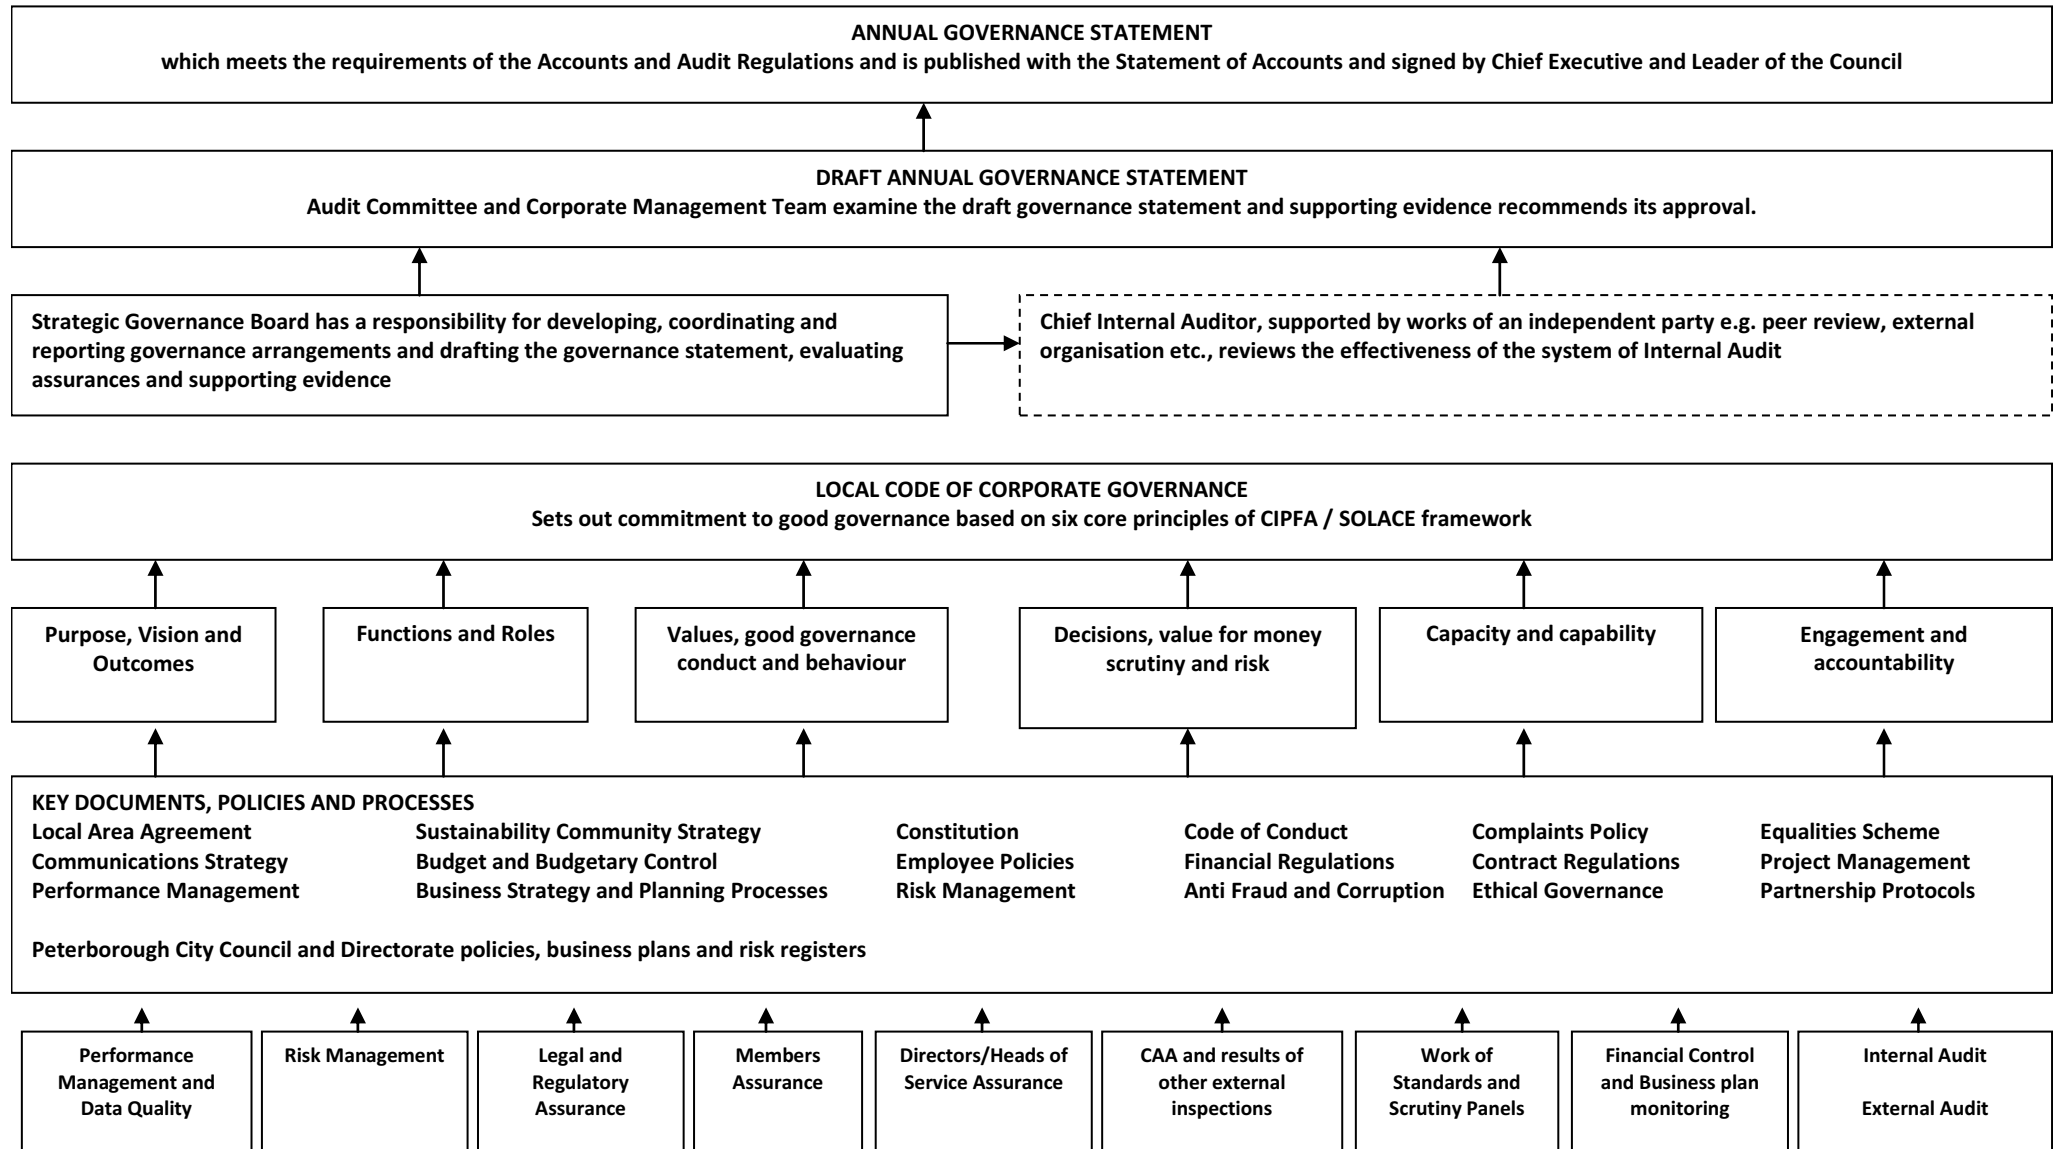 ANNUAL GOVERNANCE STATEMENT
which meets the requirements of the Accounts and Audit Regulations and is published with the Statement of Accounts and signed by Chief Executive and Leader of the Council
DRAFT ANNUAL GOVERNANCE STATEMENT
Audit Committee and Corporate Management Team examine the draft governance statement and supporting evidence recommends its approval.
Strategic Governance Board has a responsibility for developing, coordinating and
reporting governance arrangements and drafting the governance statement, evaluating
assurances and supporting evidence
Chief Internal Auditor, supported by works of an independent party e.g. peer review, external
organisation etc., reviews the effectiveness of the system of Internal Audit
LOCAL CODE OF CORPORATE GOVERNANCE
Sets out commitment to good governance based on six core principles of CIPFA / SOLACE framework
Purpose, Vision and
Outcomes
Functions and Roles
Values, good governance
conduct and behaviour
Decisions, value for money
scrutiny and risk
Capacity and capability
Engagement and
accountability
KEY DOCUMENTS, POLICIES AND PROCESSES
Local Area Agreement Sustainability Community Strategy Constitution Code of Conduct Complaints Policy Equalities Scheme
Communications Strategy Budget and Budgetary Control Employee Policies Financial Regulations Contract Regulations Project Management
Performance Management Business Strategy and Planning Processes Risk Management Anti Fraud and Corruption Ethical Governance Partnership Protocols
Peterborough City Council and Directorate policies, business plans and risk registers
Performance
Management and
Data Quality
Risk Management
Legal and
Regulatory
Assurance
Members
Assurance
Directors/Heads of
Service Assurance
CAA and results of
other external
inspections
Work of
Standards and
Scrutiny Panels
Financial Control
and Business plan
monitoring
Internal Audit
External Audit